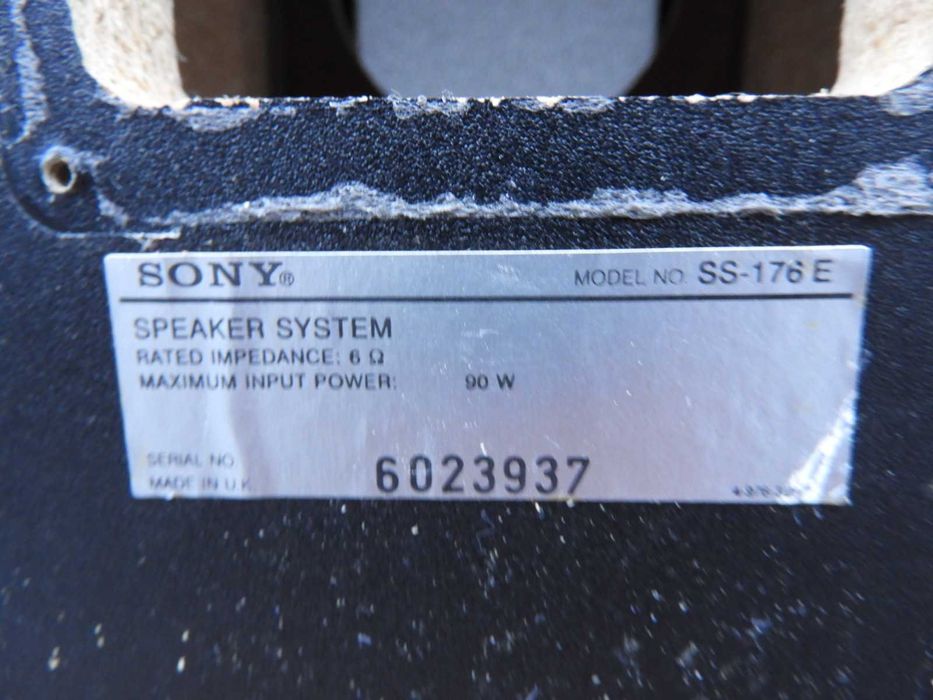 SONY®
MODEL NO. SS-176 E
SPEAKER SYSTEM
RATED IMPEDANCE: 6 Ω
MAXIMUM INPUT POWER: 90 W
SERIAL NO 6023937
MADE IN U.K.